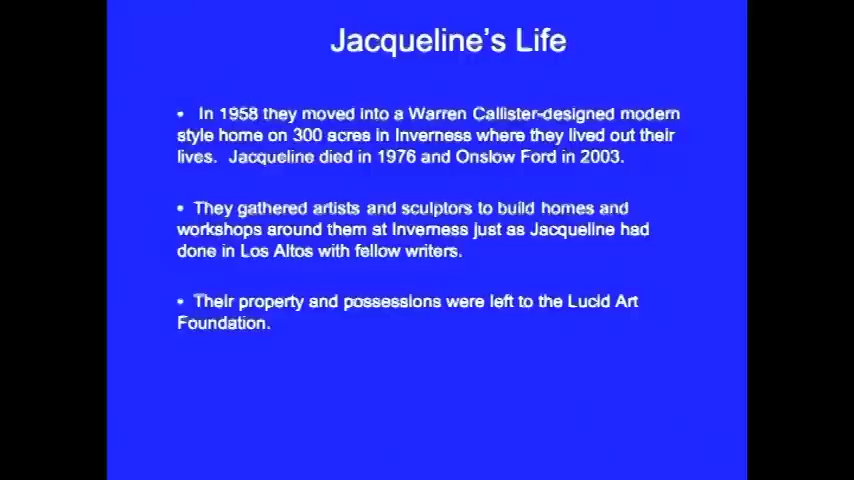 Jacqueline's Life
• In 1958 they moved into a Warren Callister-designed modern
style home on 300 acres in Inverness where they lived out their
lives. Jacqueline died in 1976 and Onslow Ford in 2003.
• They gathered artists and sculptors to build homes and
workshops around them at Inverness just as Jacqueline had
done in Los Altos with fellow writers.
• Their property and possessions were left to the Lucid Art
Foundation.